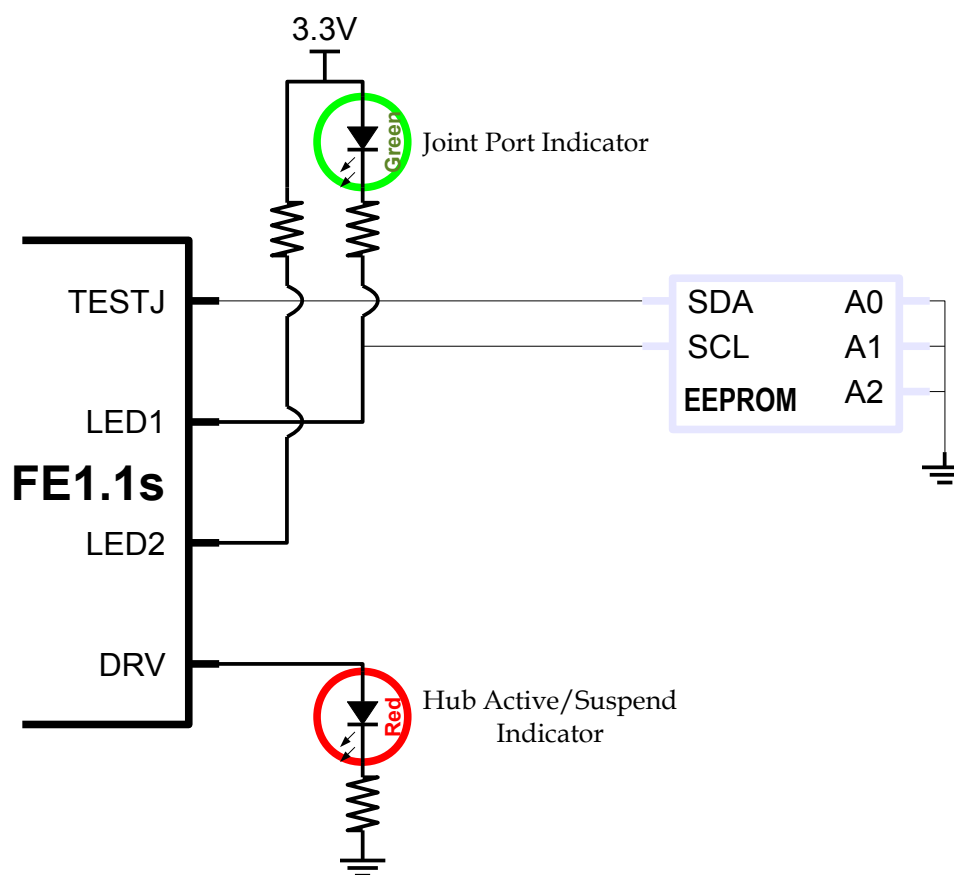 3.3V
Green
Joint Port Indicator
TESTJ
SDA
A0
SCL
A1
LED1
EEPROM
A2
FE1.1s
LED2
DRV
Red
Hub Active/Suspend
Indicator